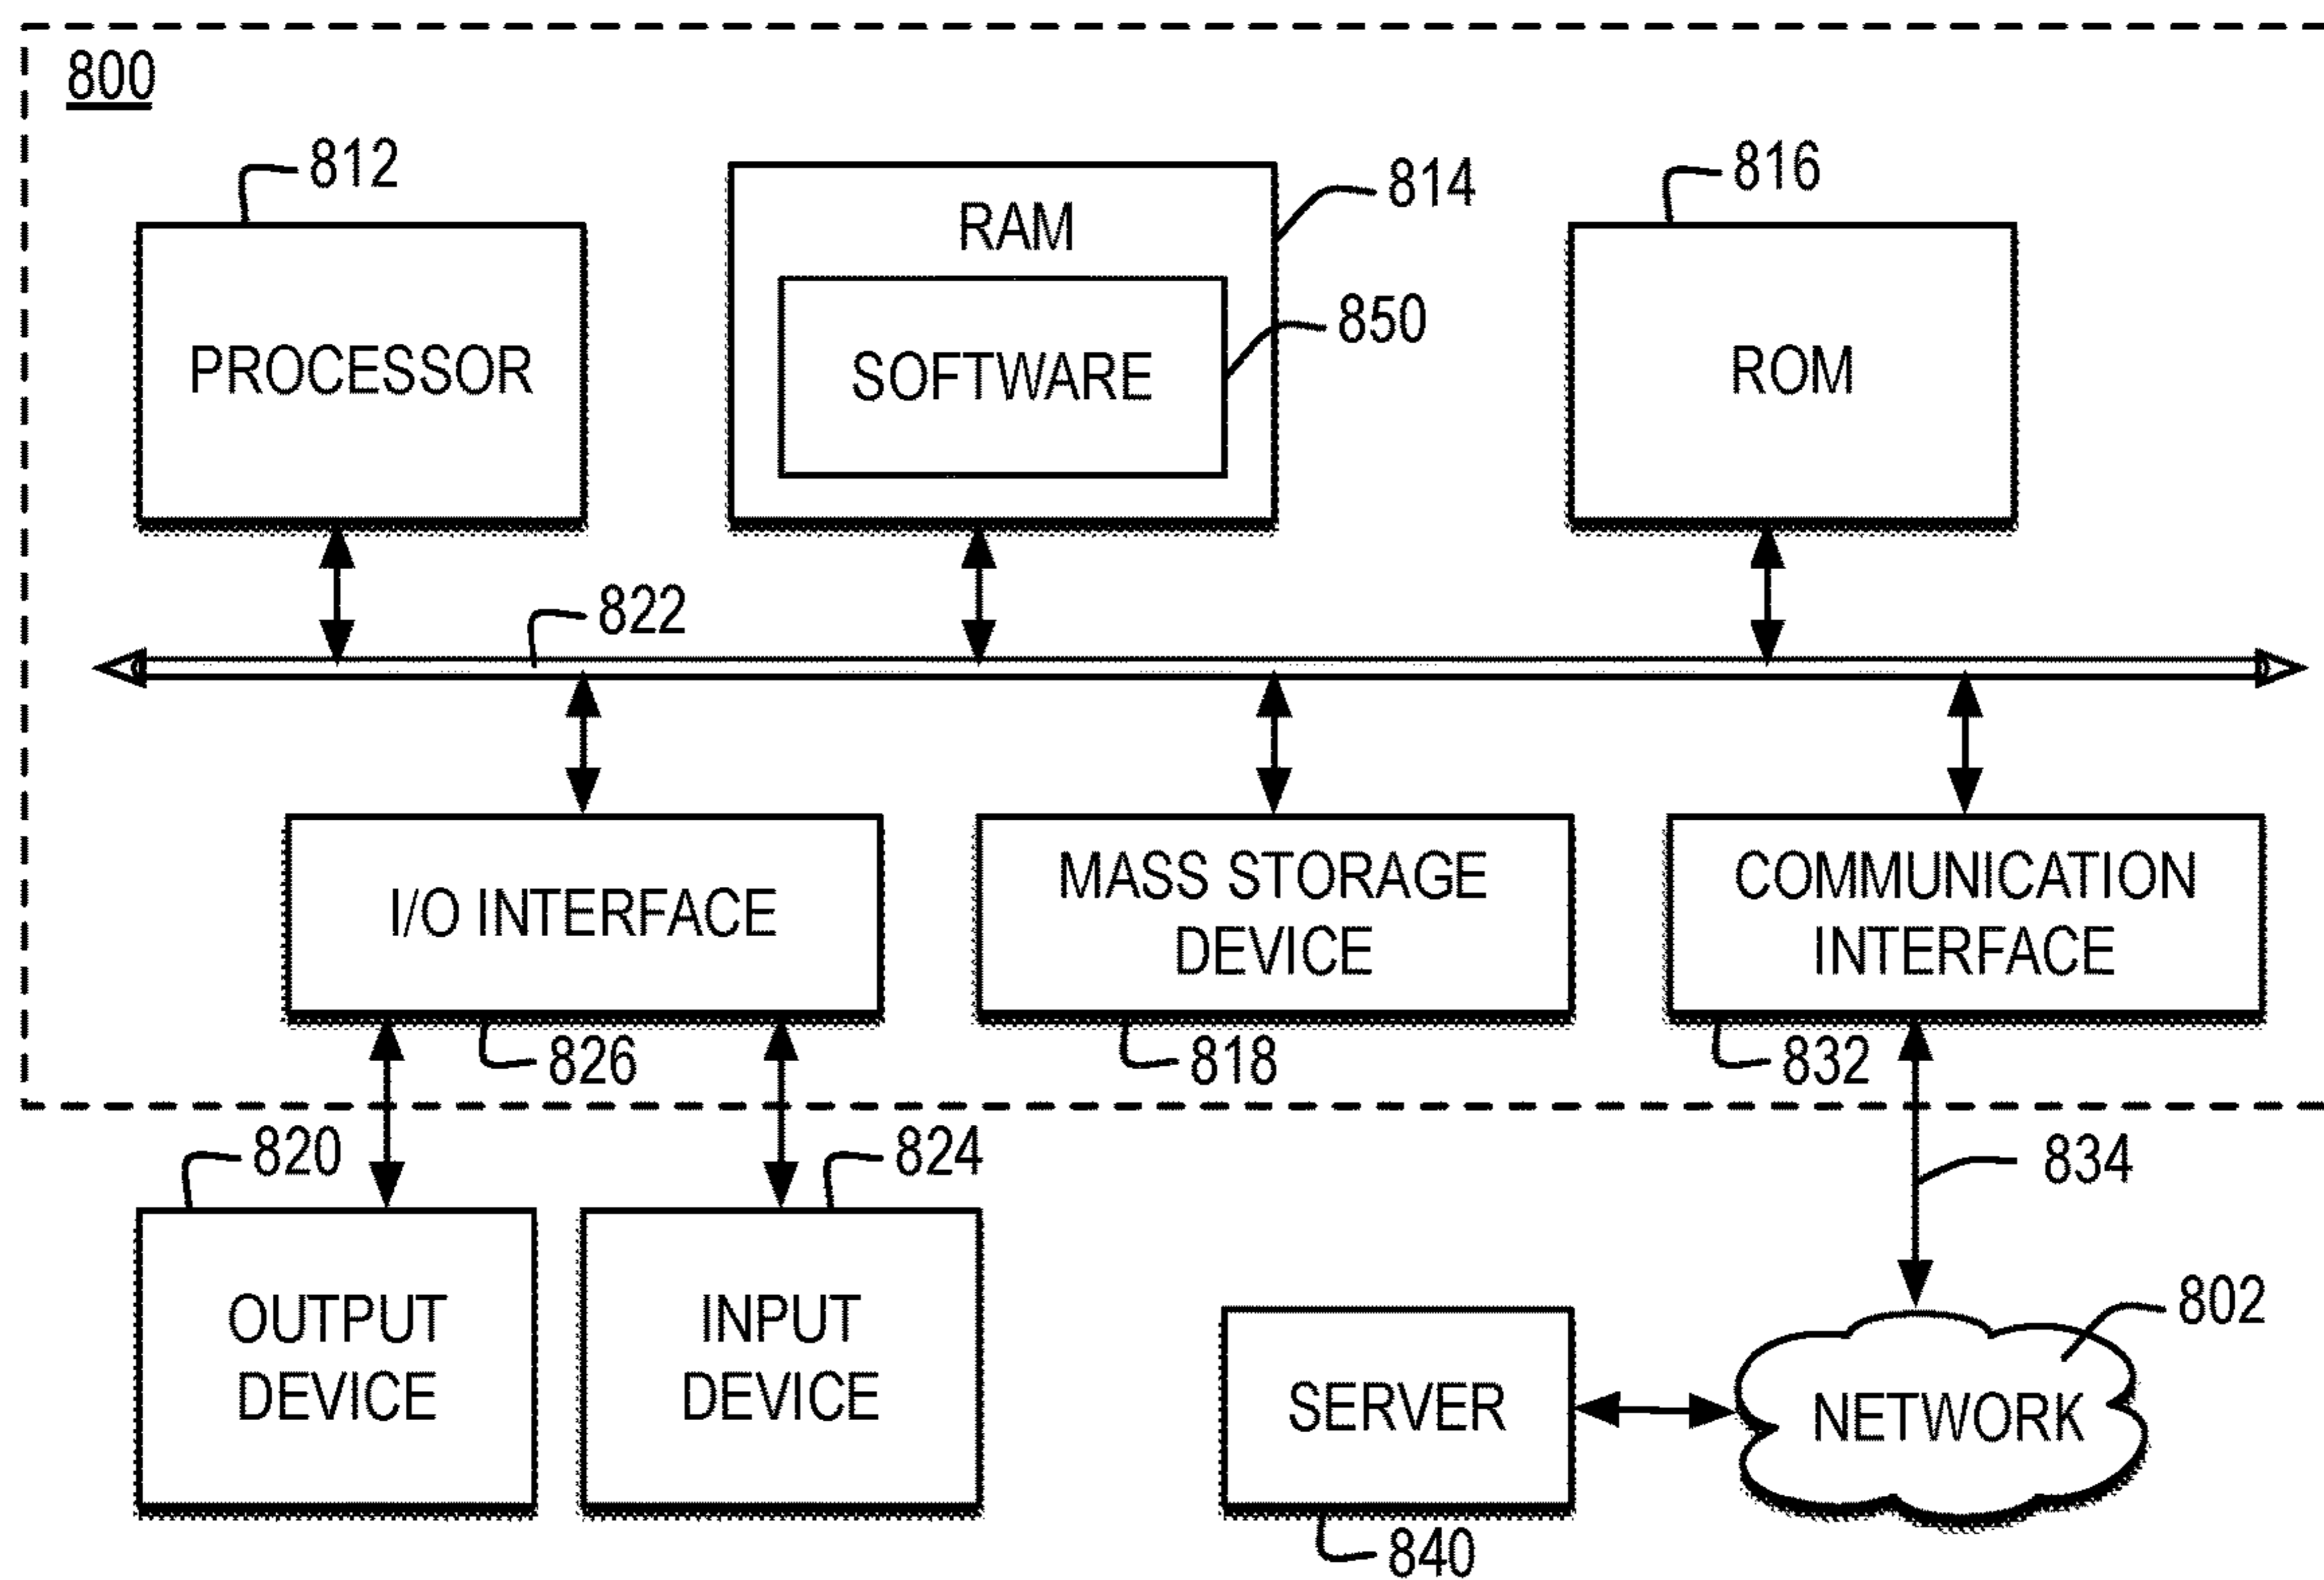 800
812
814
816
RAM
850
PROCESSOR
SOFTWARE
ROM
822
I/O INTERFACE
MASS STORAGE
DEVICE
COMMUNICATION
INTERFACE
826
818
832
820
824
834
OUTPUT
DEVICE
INPUT
DEVICE
802
SERVER
NETWORK
840